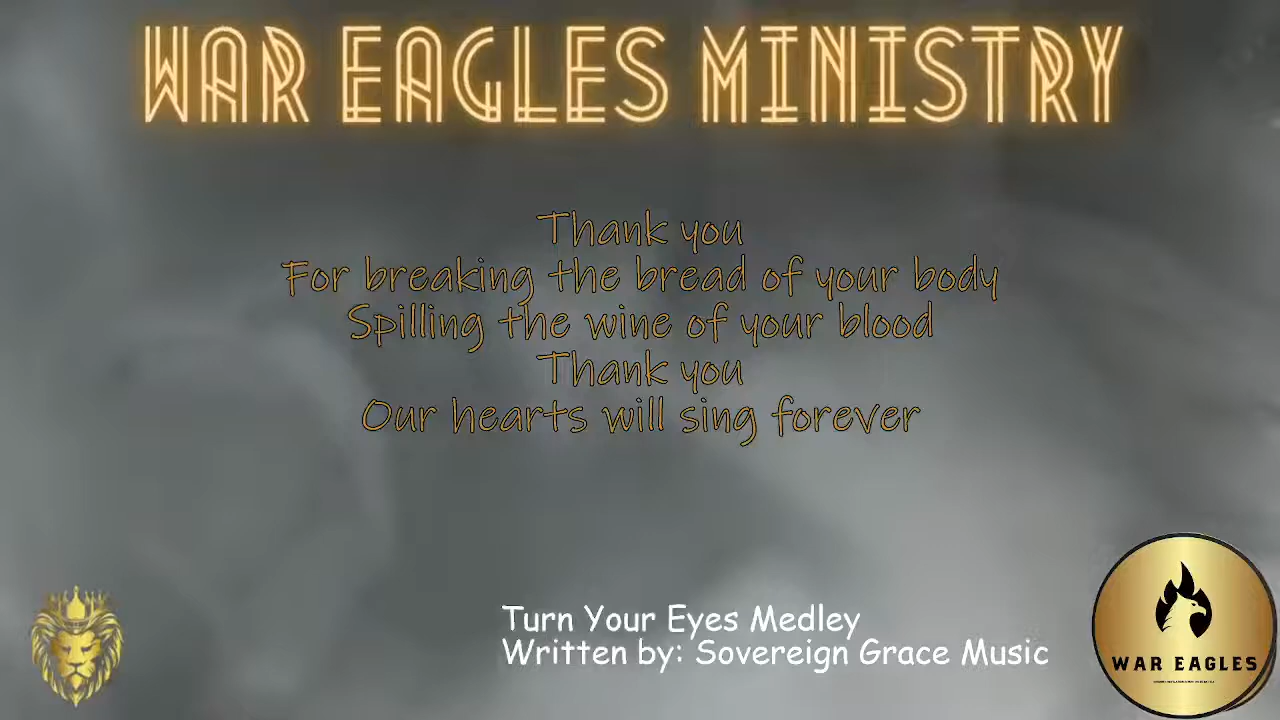 WAR EAGLES MINISTRY
Thank you
For breaking the bread of your body
Spilling the wine of your blood
Thank you
Our hearts will sing forever
Turn Your Eyes Medley
Written by: Sovereign Grace Music
WAR EAGLES